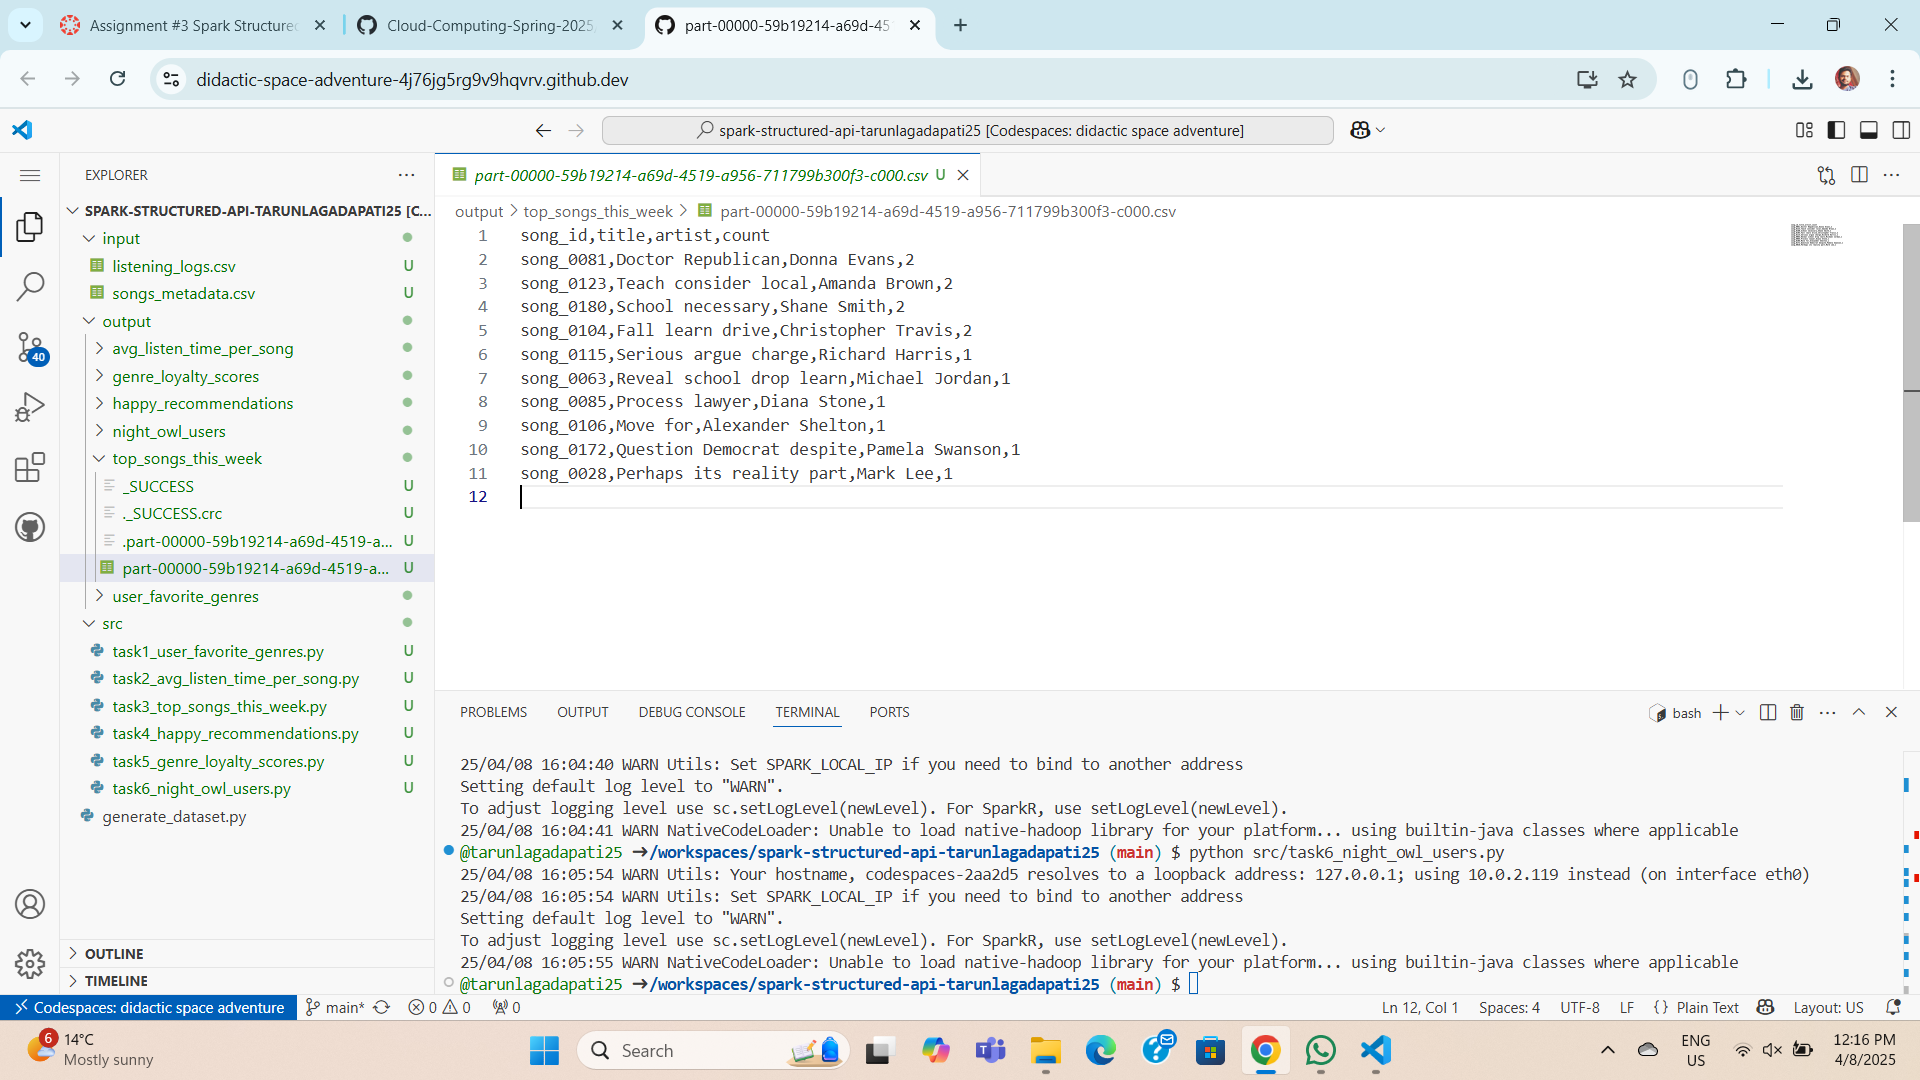 Assignment #3 Spark Structure
Cloud-Computing-Spring-2025
part-00000-59b19214-a69d-45
didactic-space-adventure-4j76jg5rg9v9hqvrv.github.dev
spark-structured-api-tarunlagadapati25 [Codespaces: didactic space adventure]
EXPLORER
SPARK-STRUCTURED-API-TARUNLAGADAPATI25 [C...
input
listening_logs.csv U
songs_metadata.csv U
output
avg_listen_time_per_song
genre_loyalty_scores
happy_recommendations
night_owl_users
top_songs_this_week
_SUCCESS U
._SUCCESS.crc U
.part-00000-59b19214-a69d-4519-a... U
part-00000-59b19214-a69d-4519-a... U
user_favorite_genres
src
task1_user_favorite_genres.py U
task2_avg_listen_time_per_song.py U
task3_top_songs_this_week.py U
task4_happy_recommendations.py U
task5_genre_loyalty_scores.py U
task6_night_owl_users.py U
generate_dataset.py
OUTLINE
TIMELINE
40
part-00000-59b19214-a69d-4519-a956-711799b300f3-c000.csv U
output > top_songs_this_week > part-00000-59b19214-a69d-4519-a956-711799b300f3-c000.csv
1 song_id,title,artist,count
2 song_0081,Doctor Republican,Donna Evans,2
3 song_0123,Teach consider local,Amanda Brown,2
4 song_0180,School necessary,Shane Smith,2
5 song_0104,Fall learn drive,Christopher Travis,2
6 song_0115,Serious argue charge,Richard Harris,1
7 song_0063,Reveal school drop learn,Michael Jordan,1
8 song_0085,Process lawyer,Diana Stone,1
9 song_0106,Move for,Alexander Shelton,1
10 song_0172,Question Democrat despite,Pamela Swanson,1
11 song_0028,Perhaps its reality part,Mark Lee,1
12
PROBLEMS OUTPUT DEBUG CONSOLE TERMINAL PORTS
bash
25/04/08 16:04:40 WARN Utils: Set SPARK_LOCAL_IP if you need to bind to another address
Setting default log level to "WARN".
To adjust logging level use sc.setLogLevel(newLevel). For SparkR, use setLogLevel(newLevel).
25/04/08 16:04:41 WARN NativeCodeLoader: Unable to load native-hadoop library for your platform... using builtin-java classes where applicable
@tarunlagadapati25 ➜/workspaces/spark-structured-api-tarunlagadapati25 (main) $ python src/task6_night_owl_users.py
25/04/08 16:05:54 WARN Utils: Your hostname, codespaces-2aa2d5 resolves to a loopback address: 127.0.0.1; using 10.0.2.119 instead (on interface eth0)
25/04/08 16:05:54 WARN Utils: Set SPARK_LOCAL_IP if you need to bind to another address
Setting default log level to "WARN".
To adjust logging level use sc.setLogLevel(newLevel). For SparkR, use setLogLevel(newLevel).
25/04/08 16:05:55 WARN NativeCodeLoader: Unable to load native-hadoop library for your platform... using builtin-java classes where applicable
@tarunlagadapati25 ➜/workspaces/spark-structured-api-tarunlagadapati25 (main) $
Codespaces: didactic space adventure main* 0 0 0
Ln 12, Col 1 Spaces: 4 UTF-8 LF {} Plain Text Layout: US
6
14°C
Mostly sunny
Search
ENG
US
12:16 PM
4/8/2025